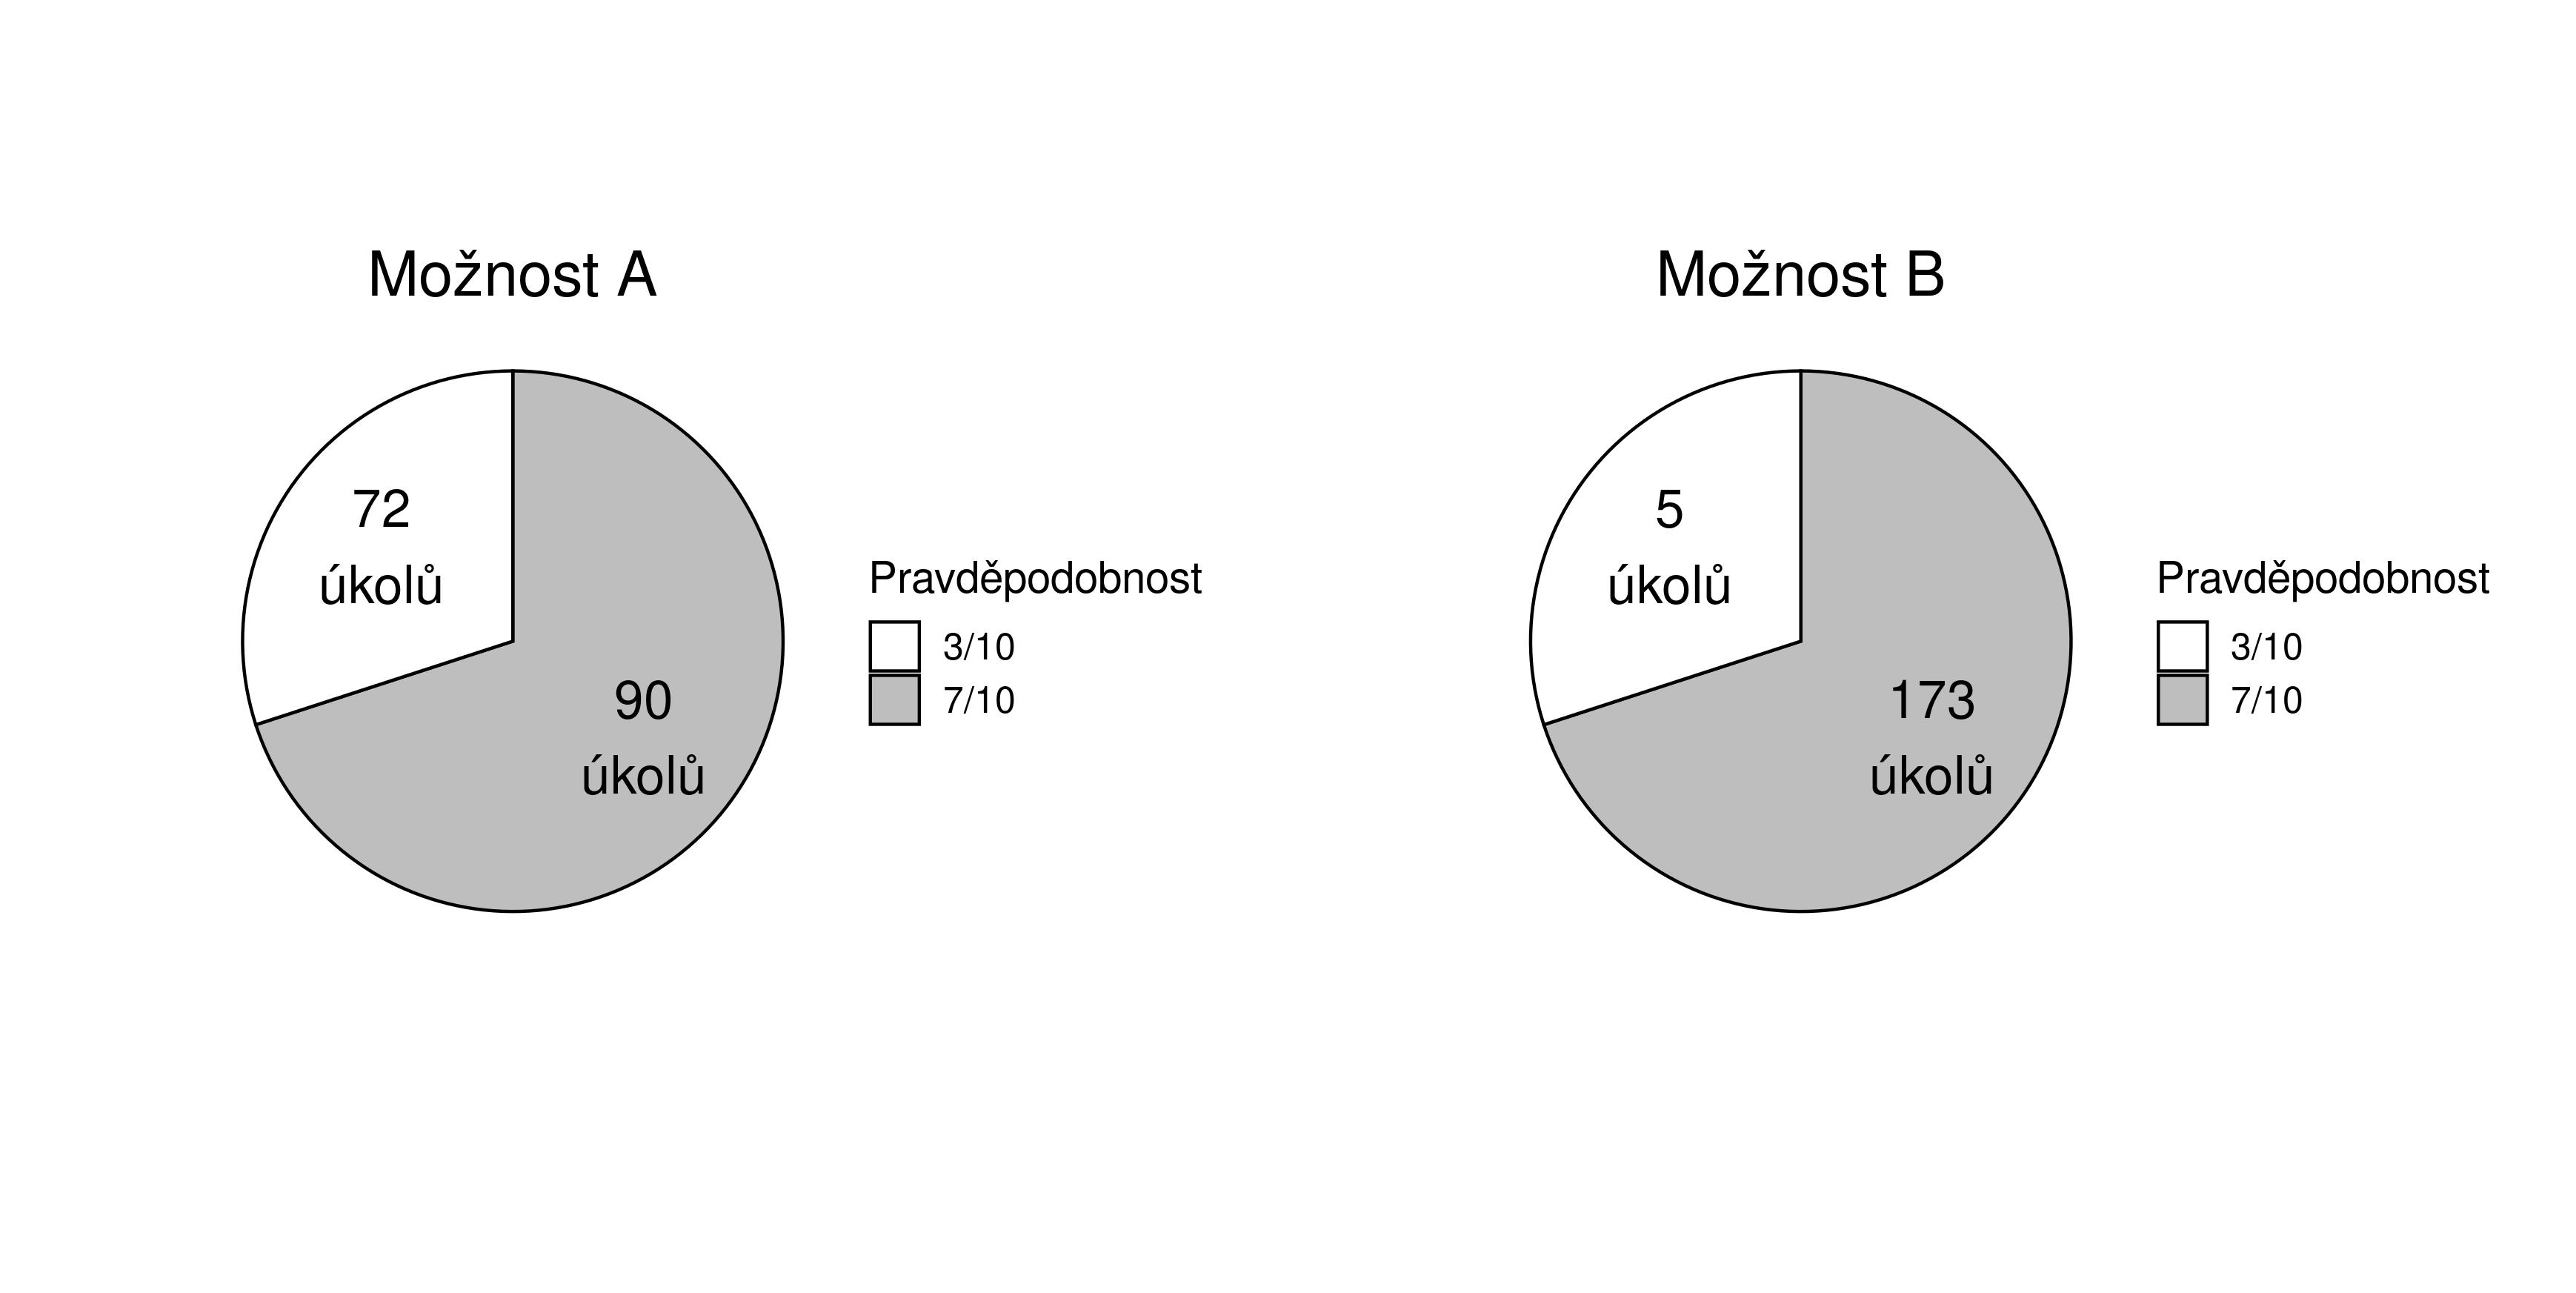 Možnost A
72
úkolů
90
úkolů
Pravděpodobnost
3/10
7/10
Možnost B
5
úkolů
173
úkolů
Pravděpodobnost
3/10
7/10